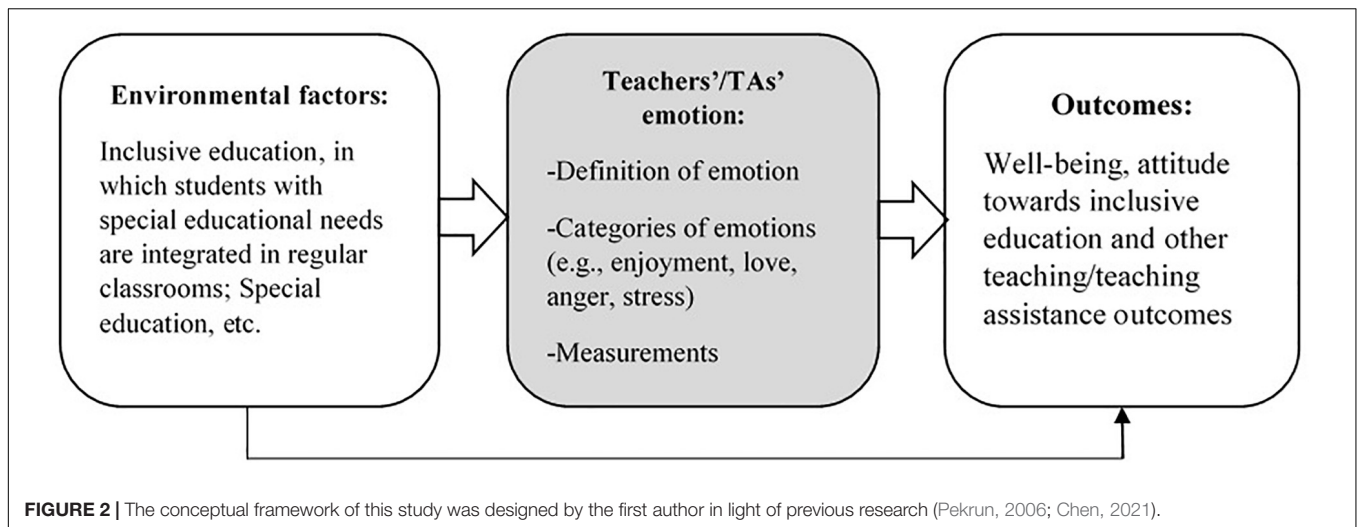 Environmental factors:
Inclusive education, in
which students with
special educational needs
are integrated in regular
classrooms; Special
education, etc.
Teachers’/TAs’
emotion:
-Definition of emotion
-Categories of emotions
(e.g., enjoyment, love,
anger, stress)
-Measurements
Outcomes:
Well-being, attitude
towards inclusive
education and other
teaching/teaching
assistance outcomes
FIGURE 2 | The conceptual framework of this study was designed by the first author in light of previous research (Pekrun, 2006; Chen, 2021).